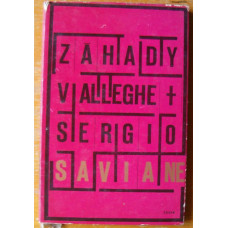 ZAHADY
VALLEGHE +
SERGIO
SAVIANE